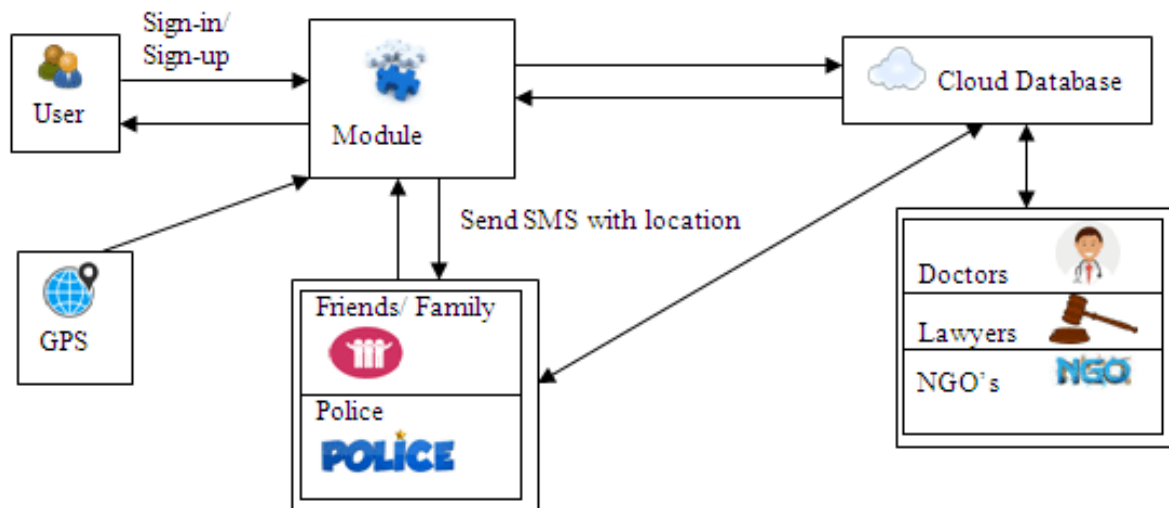 Sign-in/
Sign-up
User
Module
Cloud Database
Send SMS with location
GPS
Friends/ Family
Police
POLICE
Doctors
Lawyers
NGO's
NGO